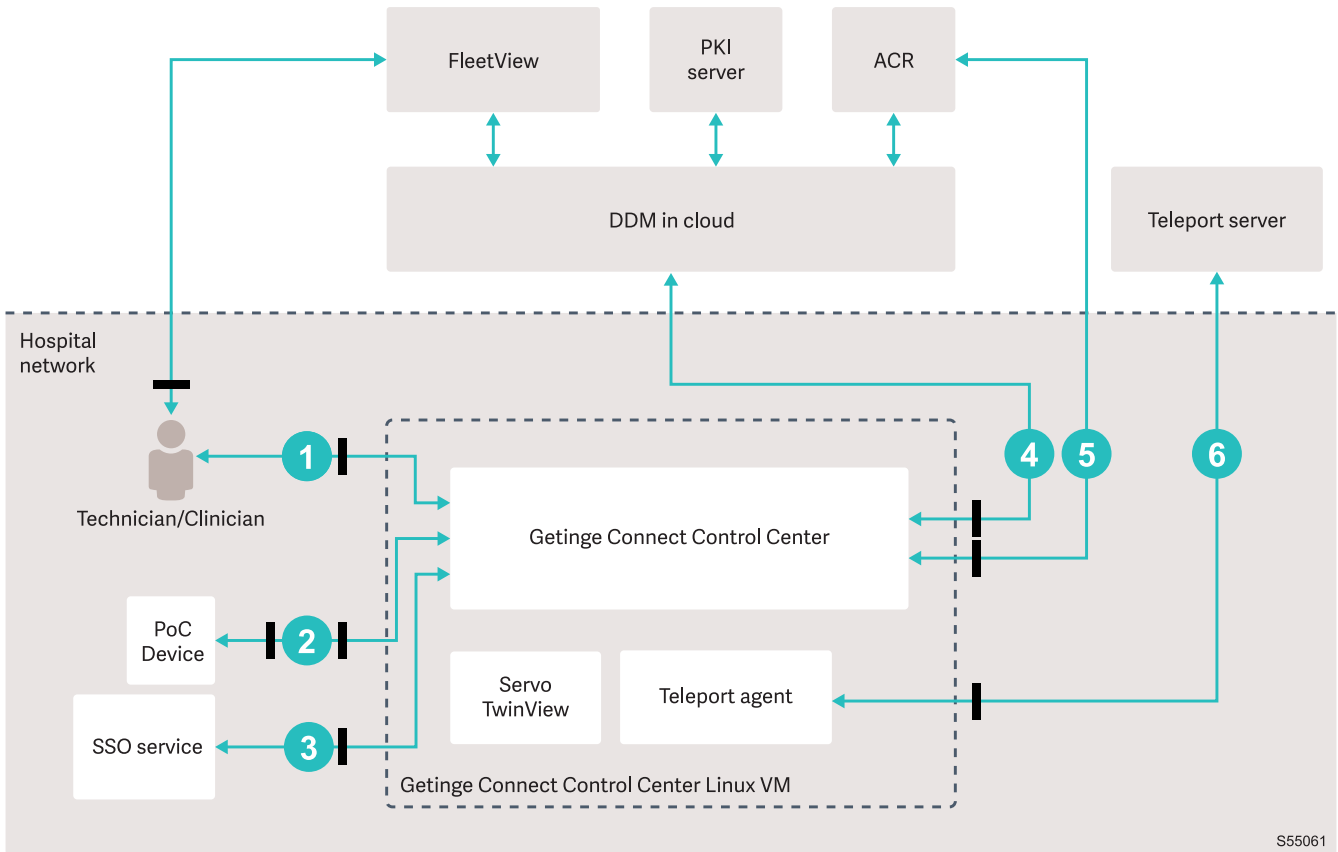 FleetView
PKI
server
ACR
DDM in cloud
Teleport server
Hospital
network
1
4
5
6
Technician/Clinician
Getinge Connect Control Center
2
PoC
Device
Servo
TwinView
Teleport agent
3
SSO service
Getinge Connect Control Center Linux VM
S55061